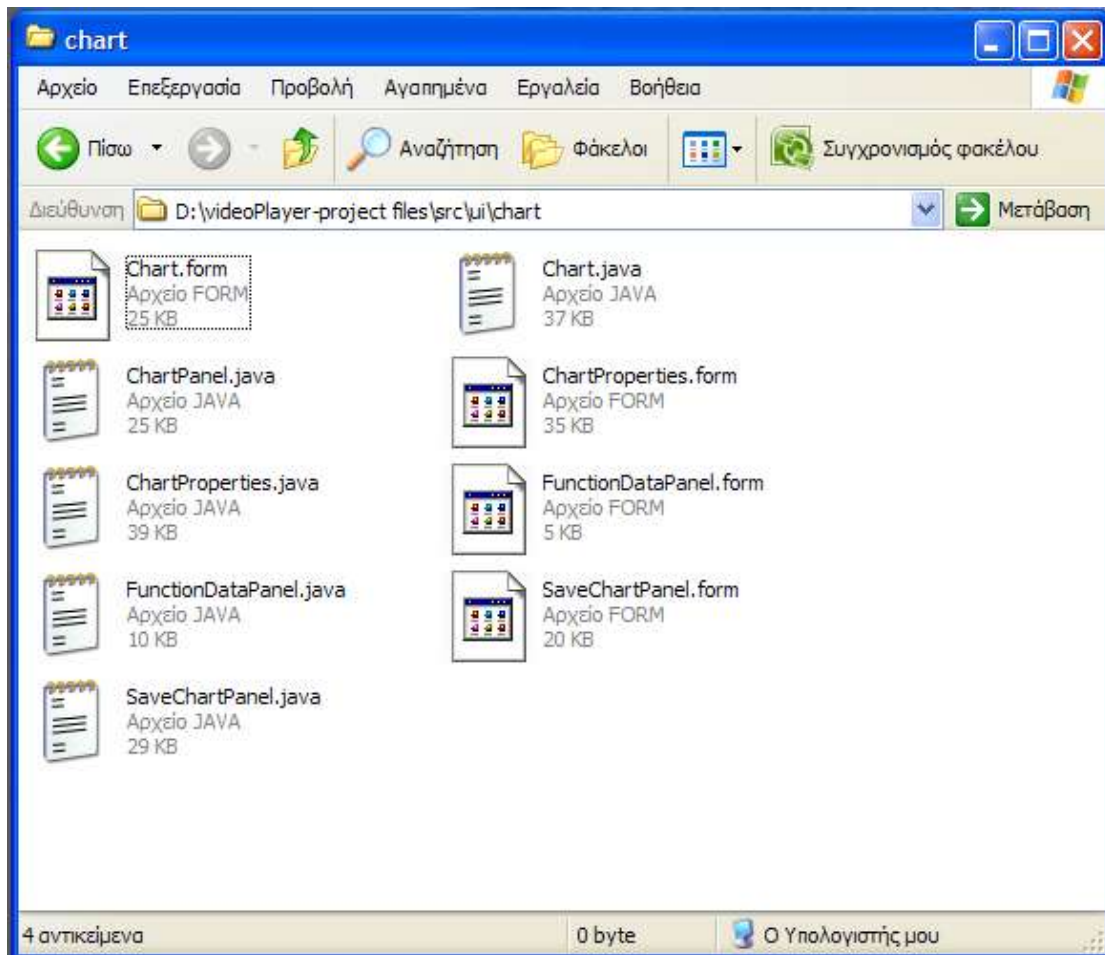 chart
Αρχείο Επεξεργασία Προβολή Αγαπημένα Εργαλεία Βοήθεια
Πίσω Αναζήτηση Φάκελοι Συγχρονισμός φακέλου
Διεύθυνση D:\videoPlayer-project files\src\ui\chart Μετάβαση
Chart.form
Αρχείο FORM
25 KB
Chart.java
Αρχείο JAVA
37 KB
ChartPanel.java
Αρχείο JAVA
25 KB
ChartProperties.form
Αρχείο FORM
35 KB
ChartProperties.java
Αρχείο JAVA
39 KB
FunctionDataPanel.form
Αρχείο FORM
5 KB
FunctionDataPanel.java
Αρχείο JAVA
10 KB
SaveChartPanel.form
Αρχείο FORM
20 KB
SaveChartPanel.java
Αρχείο JAVA
29 KB
4 αντικείμενα 0 byte Ο Υπολογιστής μου